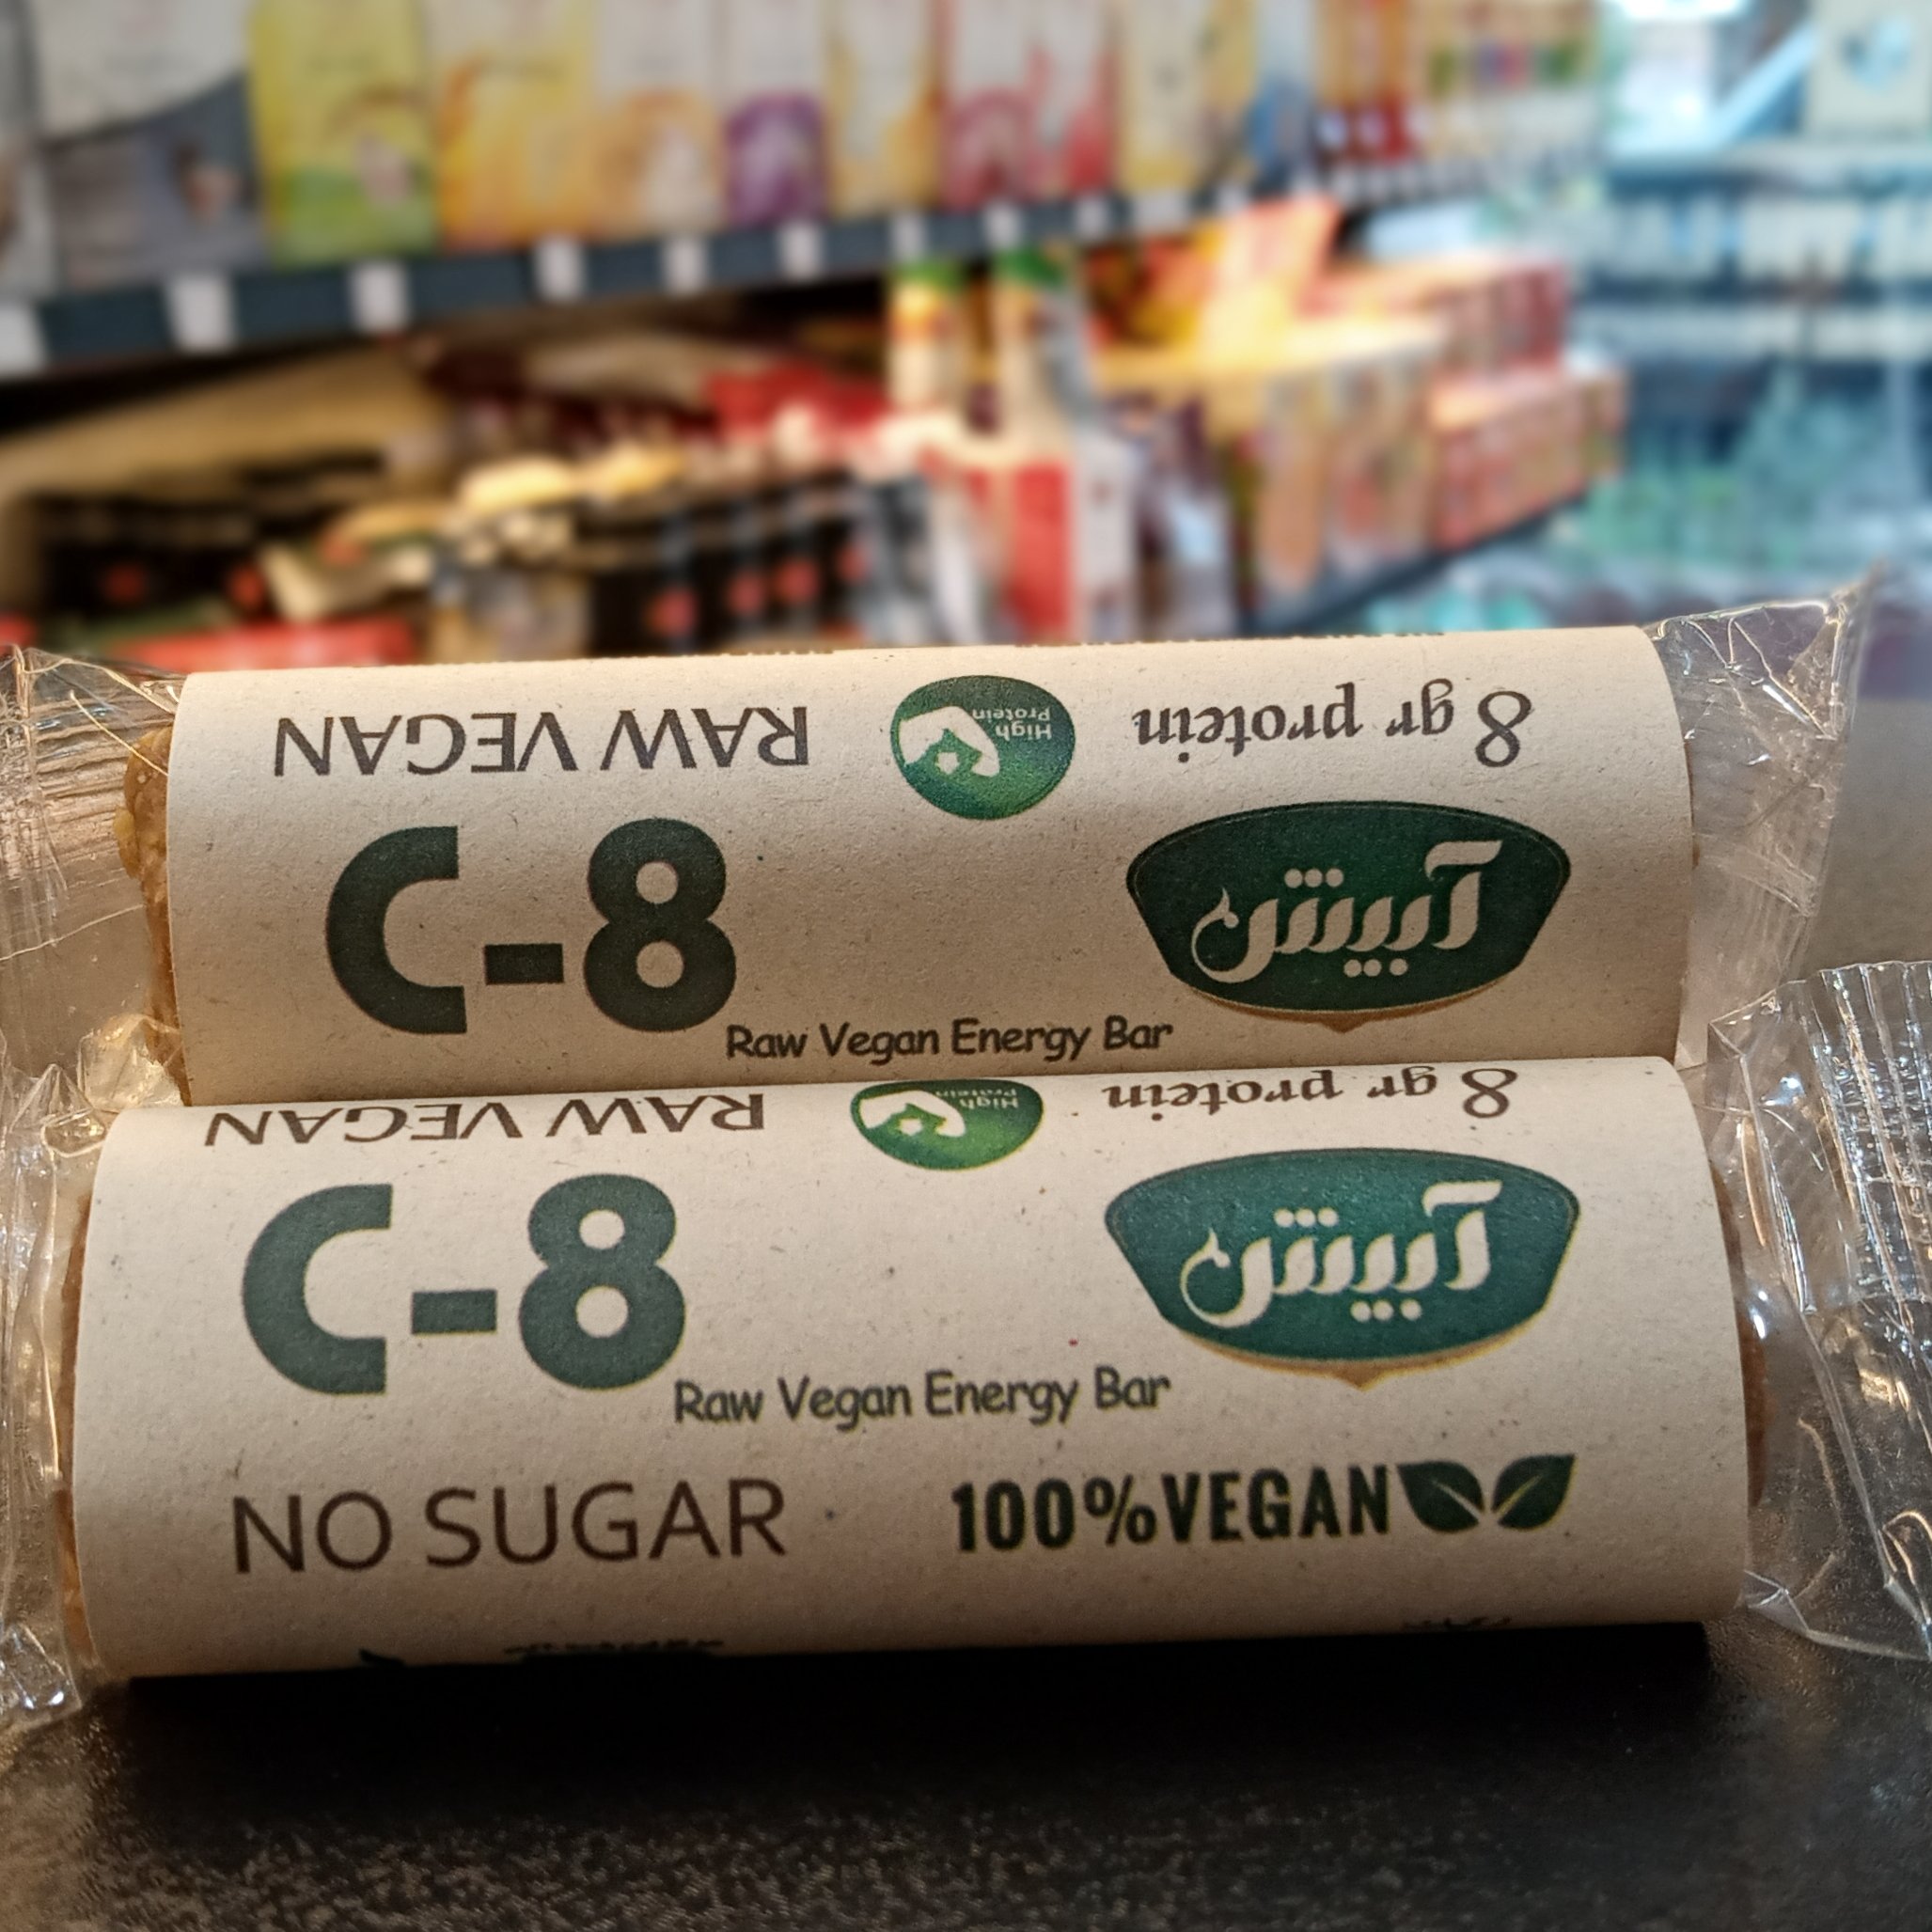 RAW VEGAN
High
Protein
8 gr protein
C-8
آبیش
Raw Vegan Energy Bar
RAW VEGAN
High
Protein
8 gr protein
C-8
آبیش
Raw Vegan Energy Bar
NO SUGAR
100% VEGAN